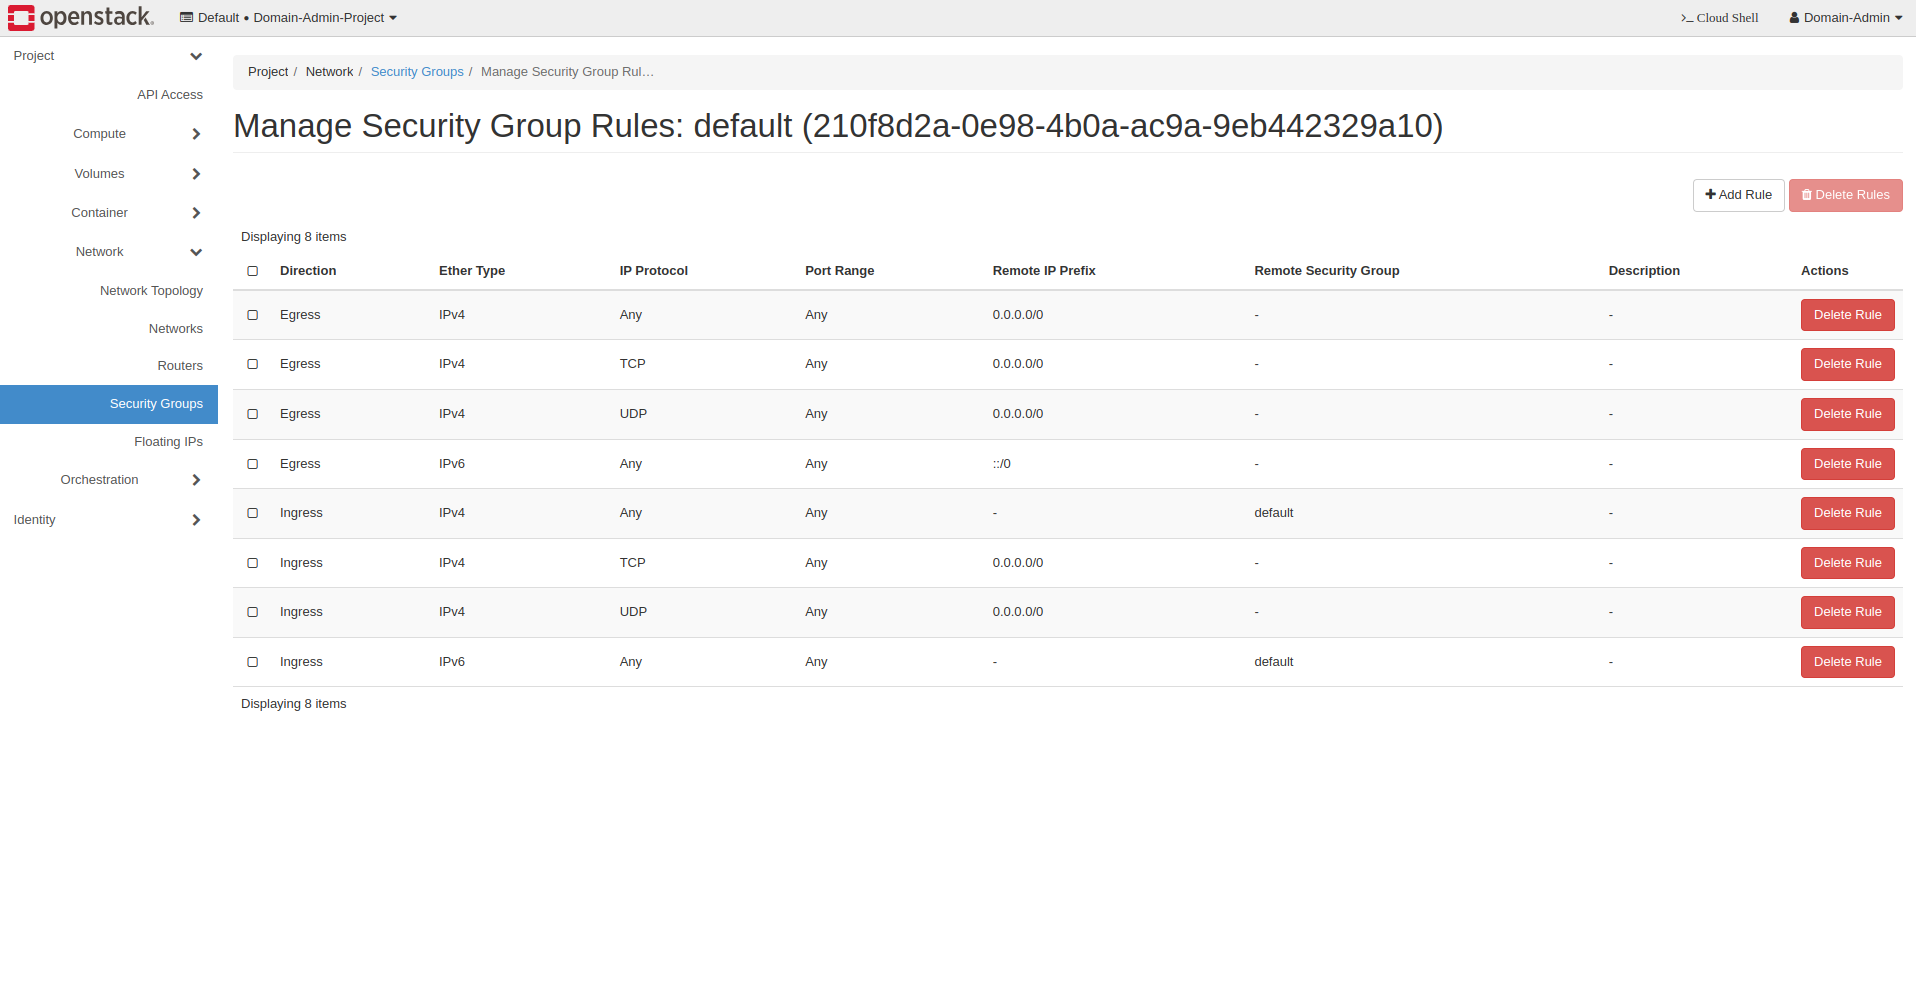 openstack. Default • Domain-Admin-Project >_ Cloud Shell Domain-Admin
Project
API Access
Compute
Volumes
Container
Network
Network Topology
Networks
Routers
Security Groups
Floating IPs
Orchestration
Identity
Project / Network / Security Groups / Manage Security Group Rul…
Manage Security Group Rules: default (210f8d2a-0e98-4b0a-ac9a-9eb442329a10)
Add Rule Delete Rules
Displaying 8 items
Direction Ether Type IP Protocol Port Range Remote IP Prefix Remote Security Group Description Actions
Egress IPv4 Any Any 0.0.0.0/0 - - Delete Rule
Egress IPv4 TCP Any 0.0.0.0/0 - - Delete Rule
Egress IPv4 UDP Any 0.0.0.0/0 - - Delete Rule
Egress IPv6 Any Any ::/0 - - Delete Rule
Ingress IPv4 Any Any - default - Delete Rule
Ingress IPv4 TCP Any 0.0.0.0/0 - - Delete Rule
Ingress IPv4 UDP Any 0.0.0.0/0 - - Delete Rule
Ingress IPv6 Any Any - default - Delete Rule
Displaying 8 items